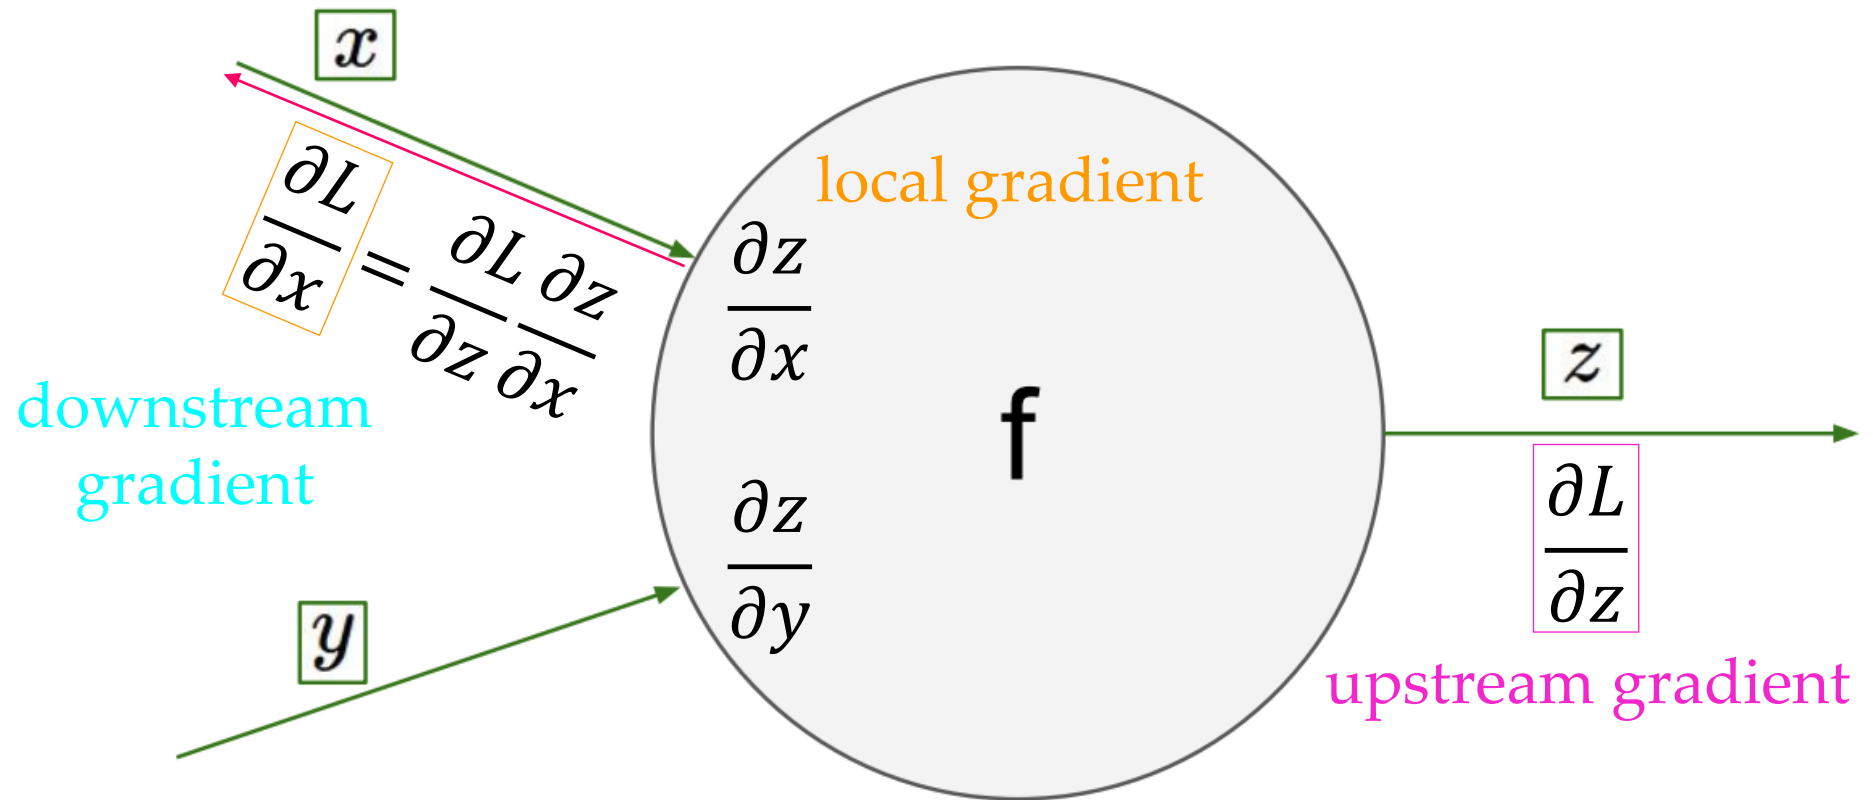 x
∂L/∂x = ∂L/∂z ∂z/∂x
downstream
gradient
y
local gradient
∂z/∂x
f
∂z/∂y
z
∂L/∂z
upstream gradient